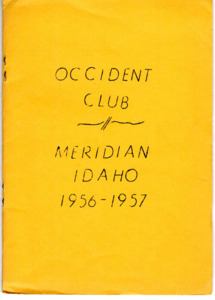 OCCIDENT
CLUB
MERIDIAN
IDAHO
1956-1957